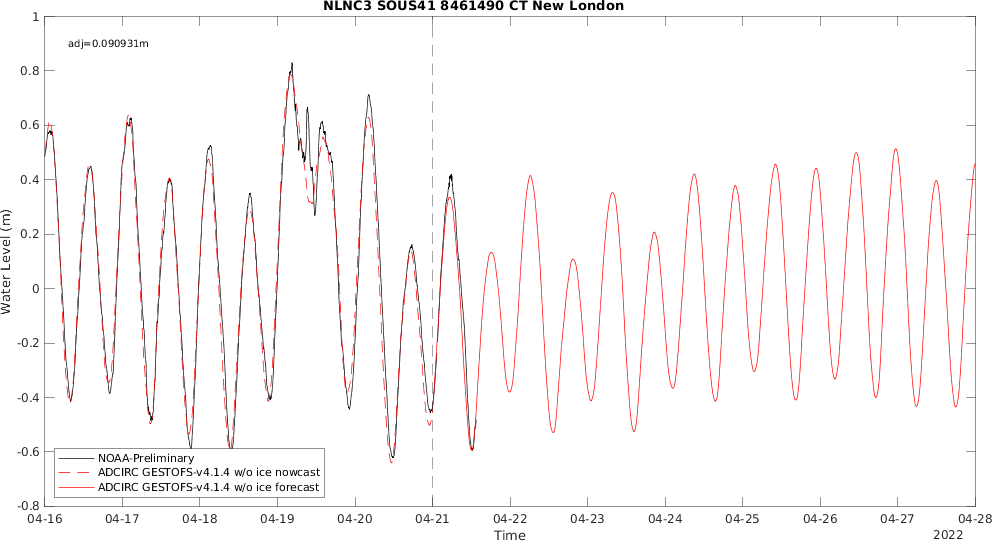 NLNC3 SOUS41 8461490 CT New London
adj=0.090931m
Water Level (m)
1
0.8
0.6
0.4
0.2
0
-0.2
-0.4
-0.6
-0.8
NOAA-Preliminary
ADCIRC GESTOFS-v4.1.4 w/o ice nowcast
ADCIRC GESTOFS-v4.1.4 w/o ice forecast
04-16 04-17 04-18 04-19 04-20 04-21 04-22 04-23 04-24 04-25 04-26 04-27 04-28
Time
2022